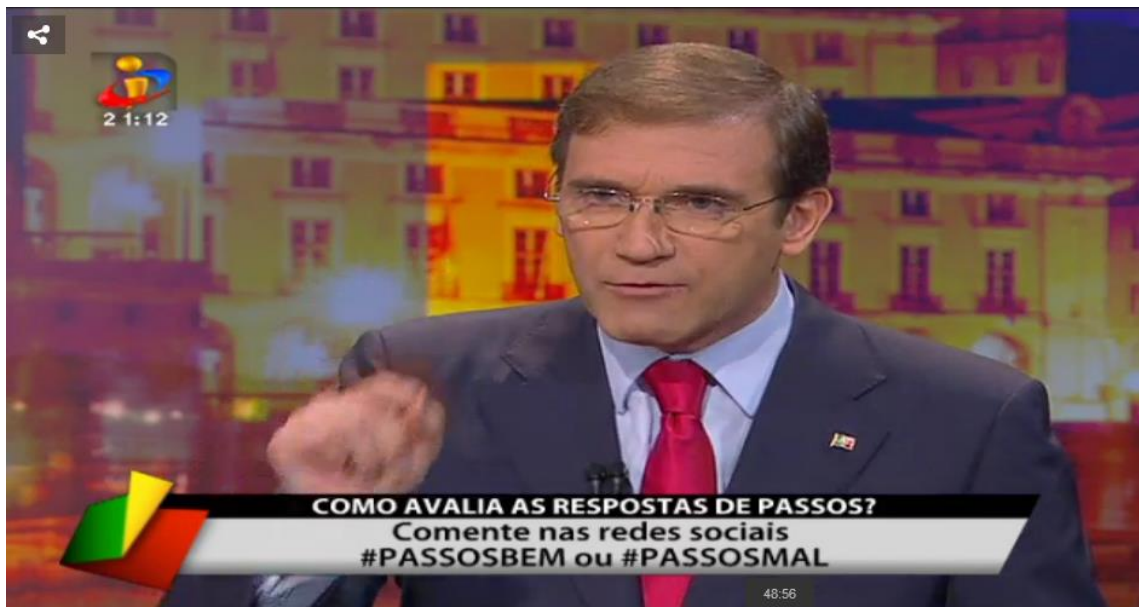 21:12
COMO AVALIA AS RESPOSTAS DE PASSOS?
Comente nas redes sociais
#PASSOSBEM ou #PASSOSMAL
48:56